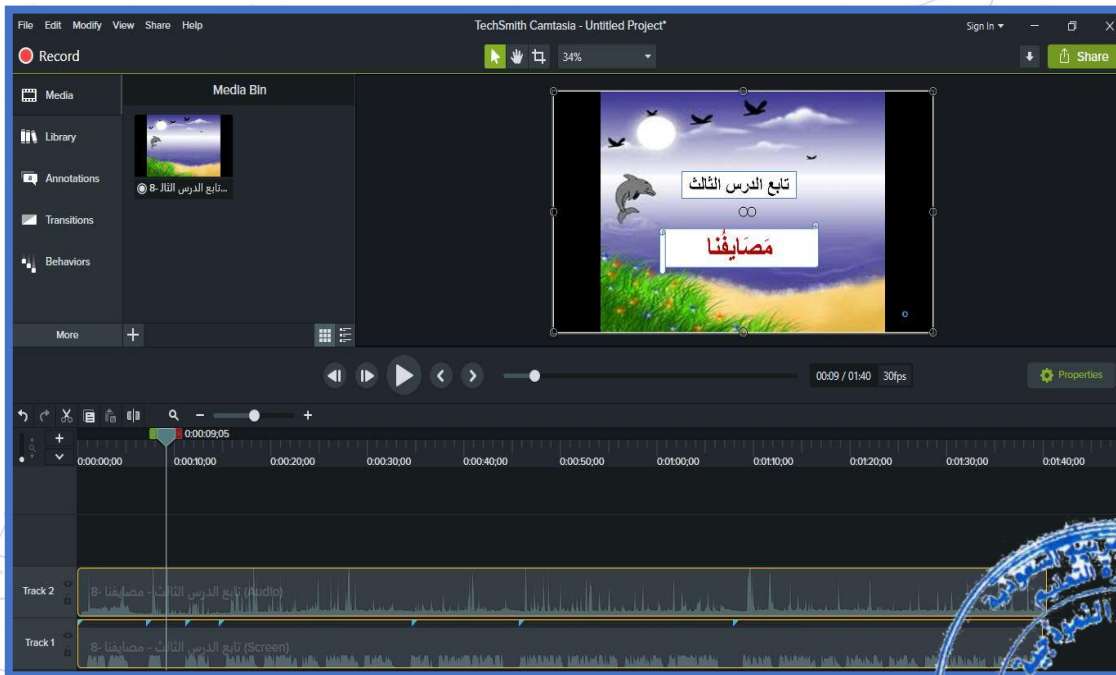 File Edit Modify View Share Help
TechSmith Camtasia - Untitled Project*
Sign In
Record
34%
Share
Media
Library
Annotations
Transitions
Behaviors
More
Media Bin
8- تابع الدرس الثال...
تابع الدرس الثالث
مَصَايِفُنا
00:09 / 01:40 30fps
Properties
0:00:09;05
0:00:00;00 0:00:10;00 0:00:20;00 0:00:30;00 0:00:40;00 0:00:50;00 0:01:00;00 0:01:10;00 0:01:20;00 0:01:30;00 0:01:40;00
Track 2
8- تابع الدرس الثالث - مصايفنا (Audio)
Track 1
8- تابع الدرس الثالث - مصايفنا (Screen)
السعودية